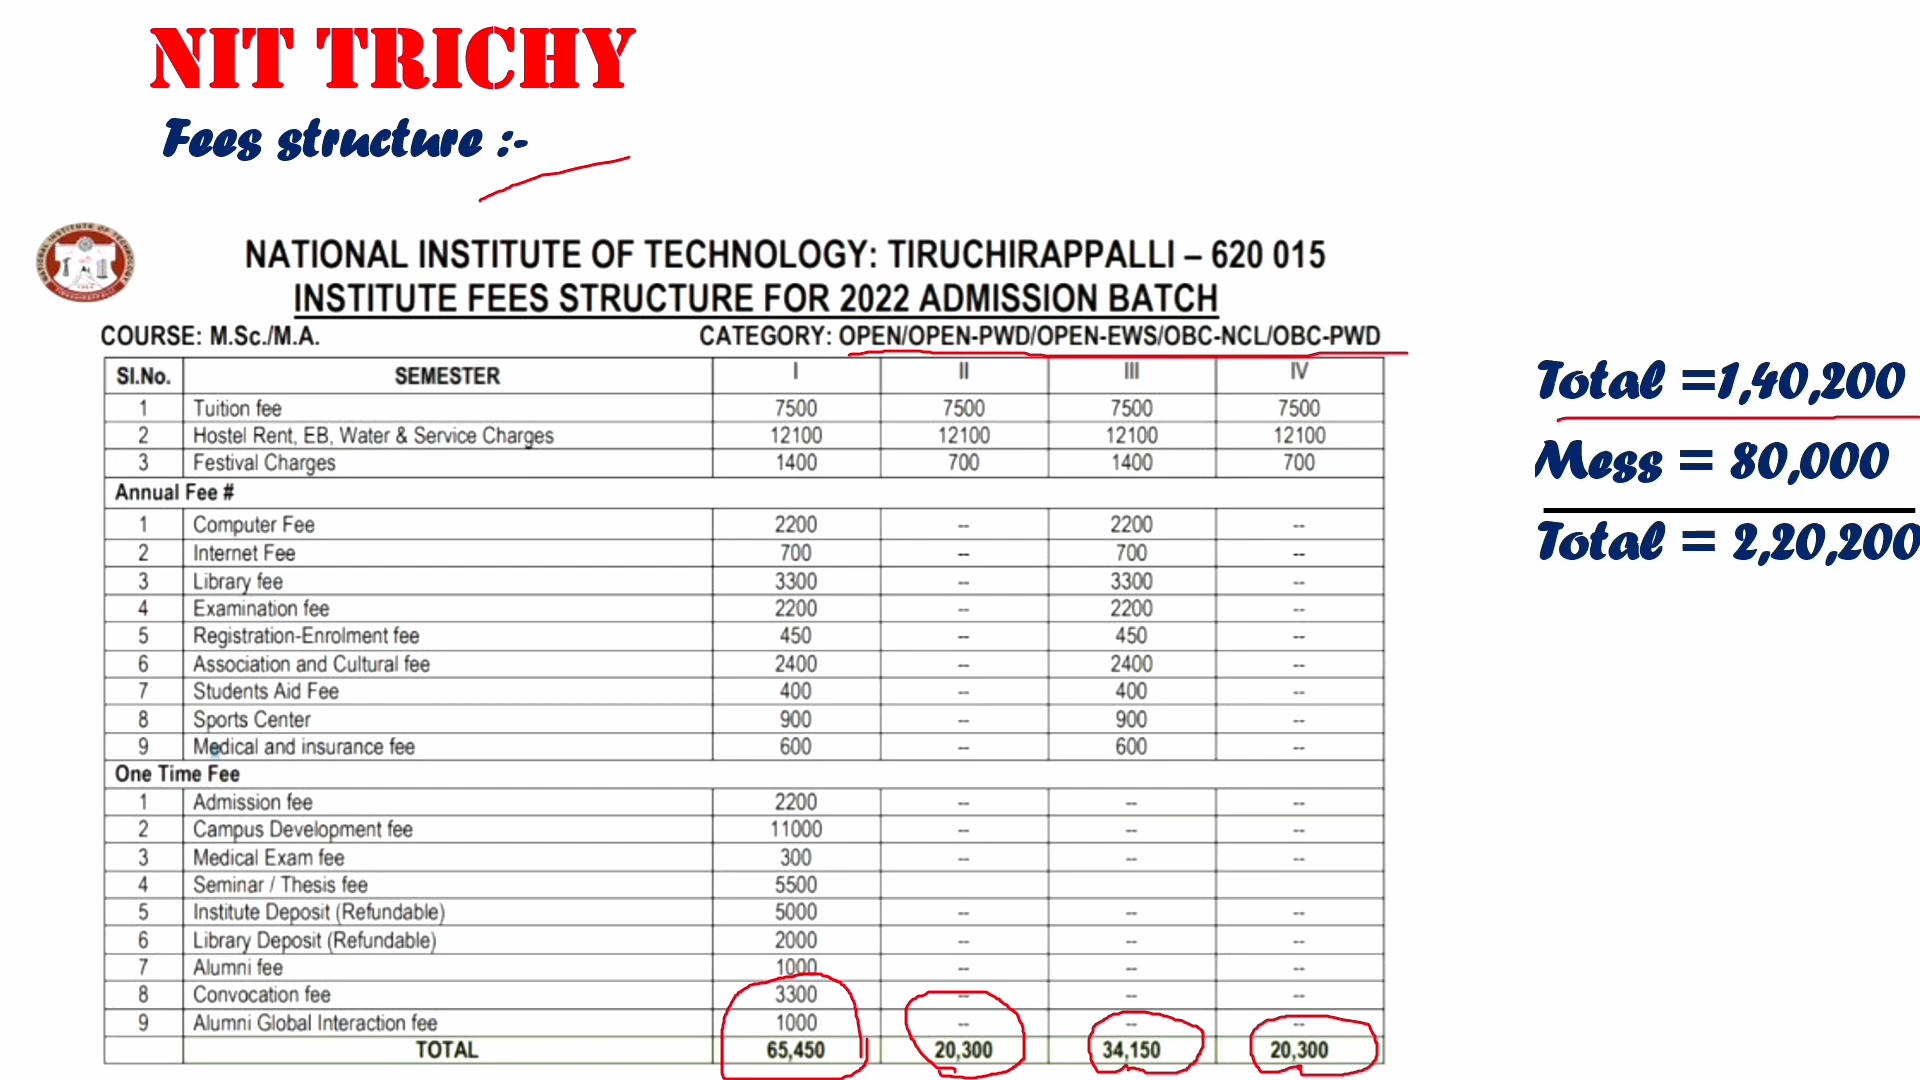 NIT TRICHY
Fees structure :-
NATIONAL INSTITUTE OF TECHNOLOGY: TIRUCHIRAPPALLI – 620 015
INSTITUTE FEES STRUCTURE FOR 2022 ADMISSION BATCH
COURSE: M.Sc./M.A. CATEGORY: OPEN/OPEN-PWD/OPEN-EWS/OBC-NCL/OBC-PWD
SI.No. SEMESTER I II III IV
1 Tuition fee 7500 7500 7500 7500
2 Hostel Rent, EB, Water & Service Charges 12100 12100 12100 12100
3 Festival Charges 1400 700 1400 700
Annual Fee #
1 Computer Fee 2200 -- 2200 --
2 Internet Fee 700 -- 700 --
3 Library fee 3300 -- 3300 --
4 Examination fee 2200 -- 2200 --
5 Registration-Enrolment fee 450 -- 450 --
6 Association and Cultural fee 2400 -- 2400 --
7 Students Aid Fee 400 -- 400 --
8 Sports Center 900 -- 900 --
9 Medical and insurance fee 600 -- 600 --
One Time Fee
1 Admission fee 2200 -- -- --
2 Campus Development fee 11000 -- -- --
3 Medical Exam fee 300 -- -- --
4 Seminar / Thesis fee 5500
5 Institute Deposit (Refundable) 5000 -- -- --
6 Library Deposit (Refundable) 2000 -- -- --
7 Alumni fee 1000 -- -- --
8 Convocation fee 3300 -- -- --
9 Alumni Global Interaction fee 1000 -- -- --
TOTAL 65,450 20,300 34,150 20,300
Total =1,40,200
Mess = 80,000
Total = 2,20,200